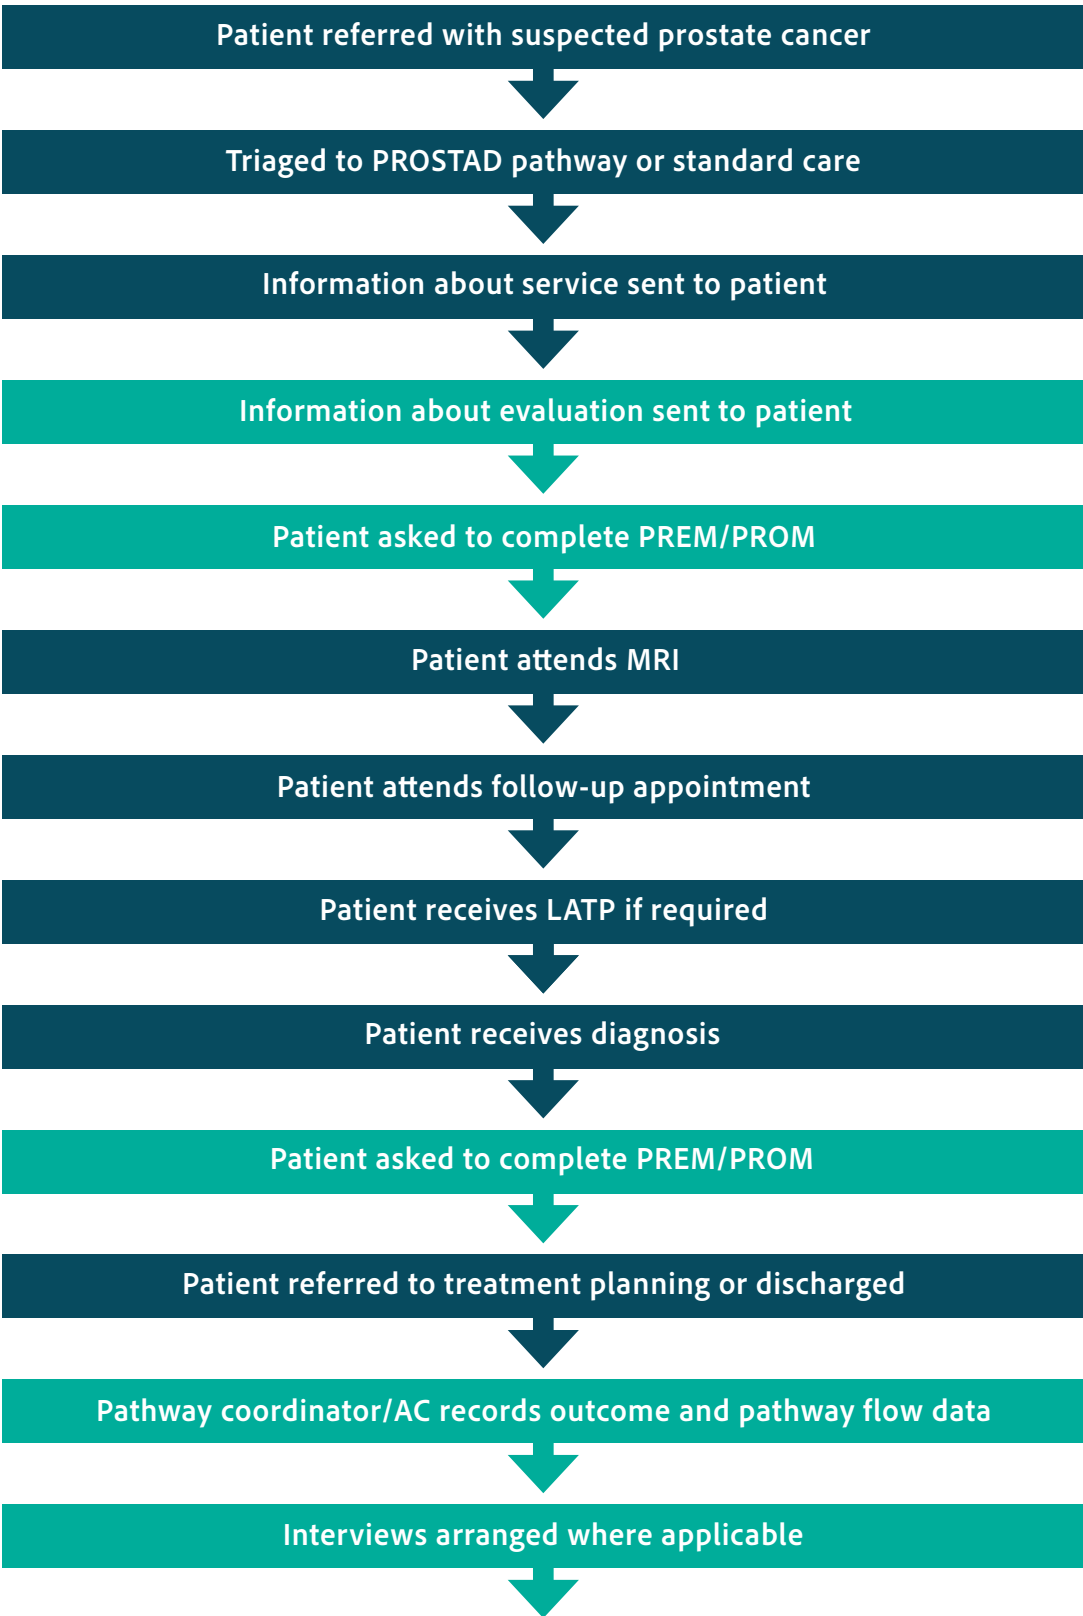 Patient referred with suspected prostate cancer
Triaged to PROSTAD pathway or standard care
Information about service sent to patient
Information about evaluation sent to patient
Patient asked to complete PREM/PROM
Patient attends MRI
Patient attends follow-up appointment
Patient receives LATP if required
Patient receives diagnosis
Patient asked to complete PREM/PROM
Patient referred to treatment planning or discharged
Pathway coordinator/AC records outcome and pathway flow data
Interviews arranged where applicable